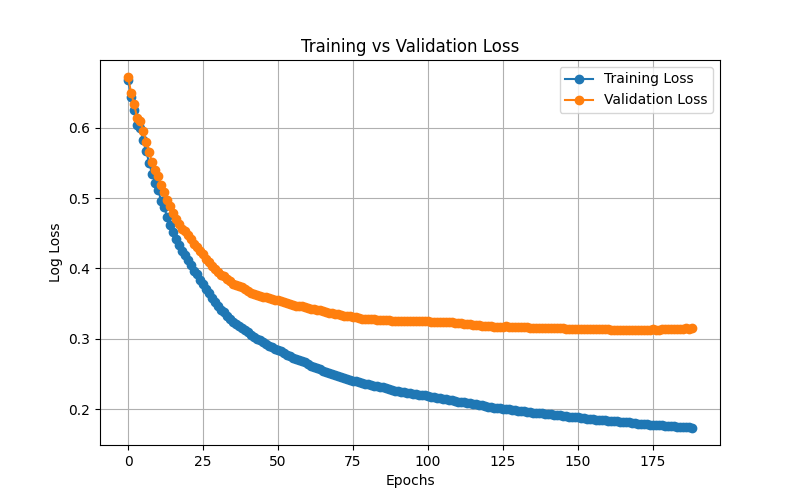 Training vs Validation Loss
Training Loss
Validation Loss
Log Loss
0.6
0.5
0.4
0.3
0.2
0 25 50 75 100 125 150 175
Epochs